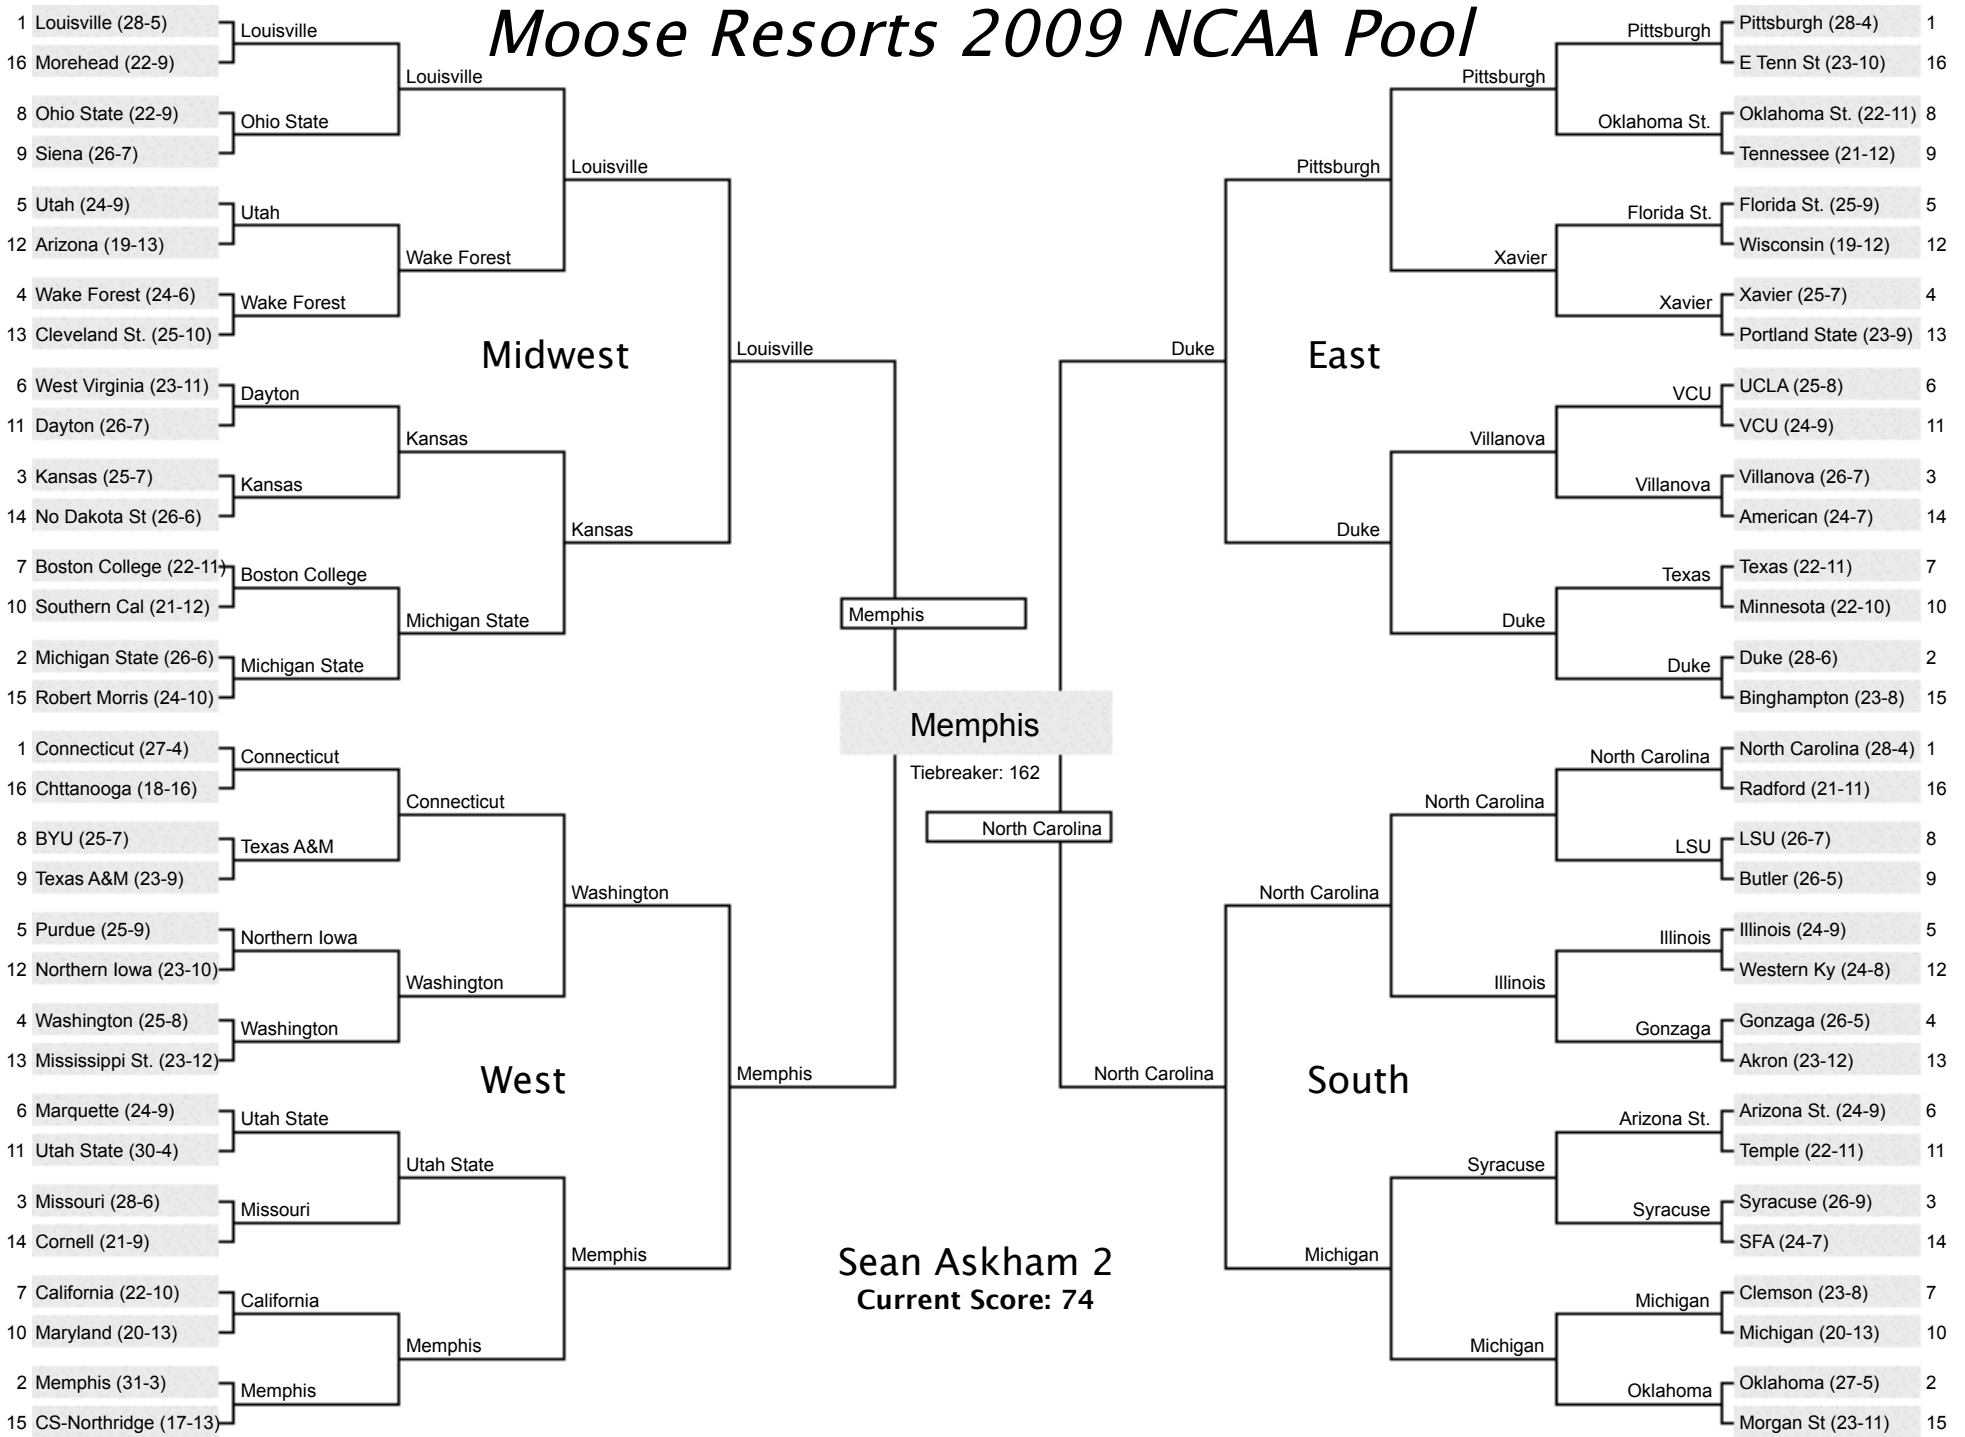 Moose Resorts 2009 NCAA Pool
1 Louisville (28-5)
16 Morehead (22-9)
8 Ohio State (22-9)
9 Siena (26-7)
5 Utah (24-9)
12 Arizona (19-13)
4 Wake Forest (24-6)
13 Cleveland St. (25-10)
6 West Virginia (23-11)
11 Dayton (26-7)
3 Kansas (25-7)
14 No Dakota St (26-6)
7 Boston College (22-11)
10 Southern Cal (21-12)
2 Michigan State (26-6)
15 Robert Morris (24-10)
Louisville
Ohio State
Utah
Wake Forest
Dayton
Kansas
Boston College
Michigan State
Louisville
Wake Forest
Kansas
Michigan State
Louisville
Kansas
Louisville
Midwest
1 Connecticut (27-4)
16 Chttanooga (18-16)
8 BYU (25-7)
9 Texas A&M (23-9)
5 Purdue (25-9)
12 Northern Iowa (23-10)
4 Washington (25-8)
13 Mississippi St. (23-12)
6 Marquette (24-9)
11 Utah State (30-4)
3 Missouri (28-6)
14 Cornell (21-9)
7 California (22-10)
10 Maryland (20-13)
2 Memphis (31-3)
15 CS-Northridge (17-13)
Connecticut
Texas A&M
Northern Iowa
Washington
Utah State
Missouri
California
Memphis
Connecticut
Washington
Utah State
Memphis
Washington
Memphis
Memphis
West
Memphis
Memphis
Tiebreaker: 162
North Carolina
Sean Askham 2
Current Score: 74
Pittsburgh (28-4) 1
E Tenn St (23-10) 16
Oklahoma St. (22-11) 8
Tennessee (21-12) 9
Florida St. (25-9) 5
Wisconsin (19-12) 12
Xavier (25-7) 4
Portland State (23-9) 13
UCLA (25-8) 6
VCU (24-9) 11
Villanova (26-7) 3
American (24-7) 14
Texas (22-11) 7
Minnesota (22-10) 10
Duke (28-6) 2
Binghampton (23-8) 15
Pittsburgh
Oklahoma St.
Florida St.
Xavier
VCU
Villanova
Texas
Duke
Pittsburgh
Xavier
Villanova
Duke
Pittsburgh
Duke
Duke
East
North Carolina (28-4) 1
Radford (21-11) 16
LSU (26-7) 8
Butler (26-5) 9
Illinois (24-9) 5
Western Ky (24-8) 12
Gonzaga (26-5) 4
Akron (23-12) 13
Arizona St. (24-9) 6
Temple (22-11) 11
Syracuse (26-9) 3
SFA (24-7) 14
Clemson (23-8) 7
Michigan (20-13) 10
Oklahoma (27-5) 2
Morgan St (23-11) 15
North Carolina
LSU
Illinois
Gonzaga
Arizona St.
Syracuse
Michigan
Oklahoma
North Carolina
Illinois
Syracuse
Michigan
North Carolina
Michigan
North Carolina
South